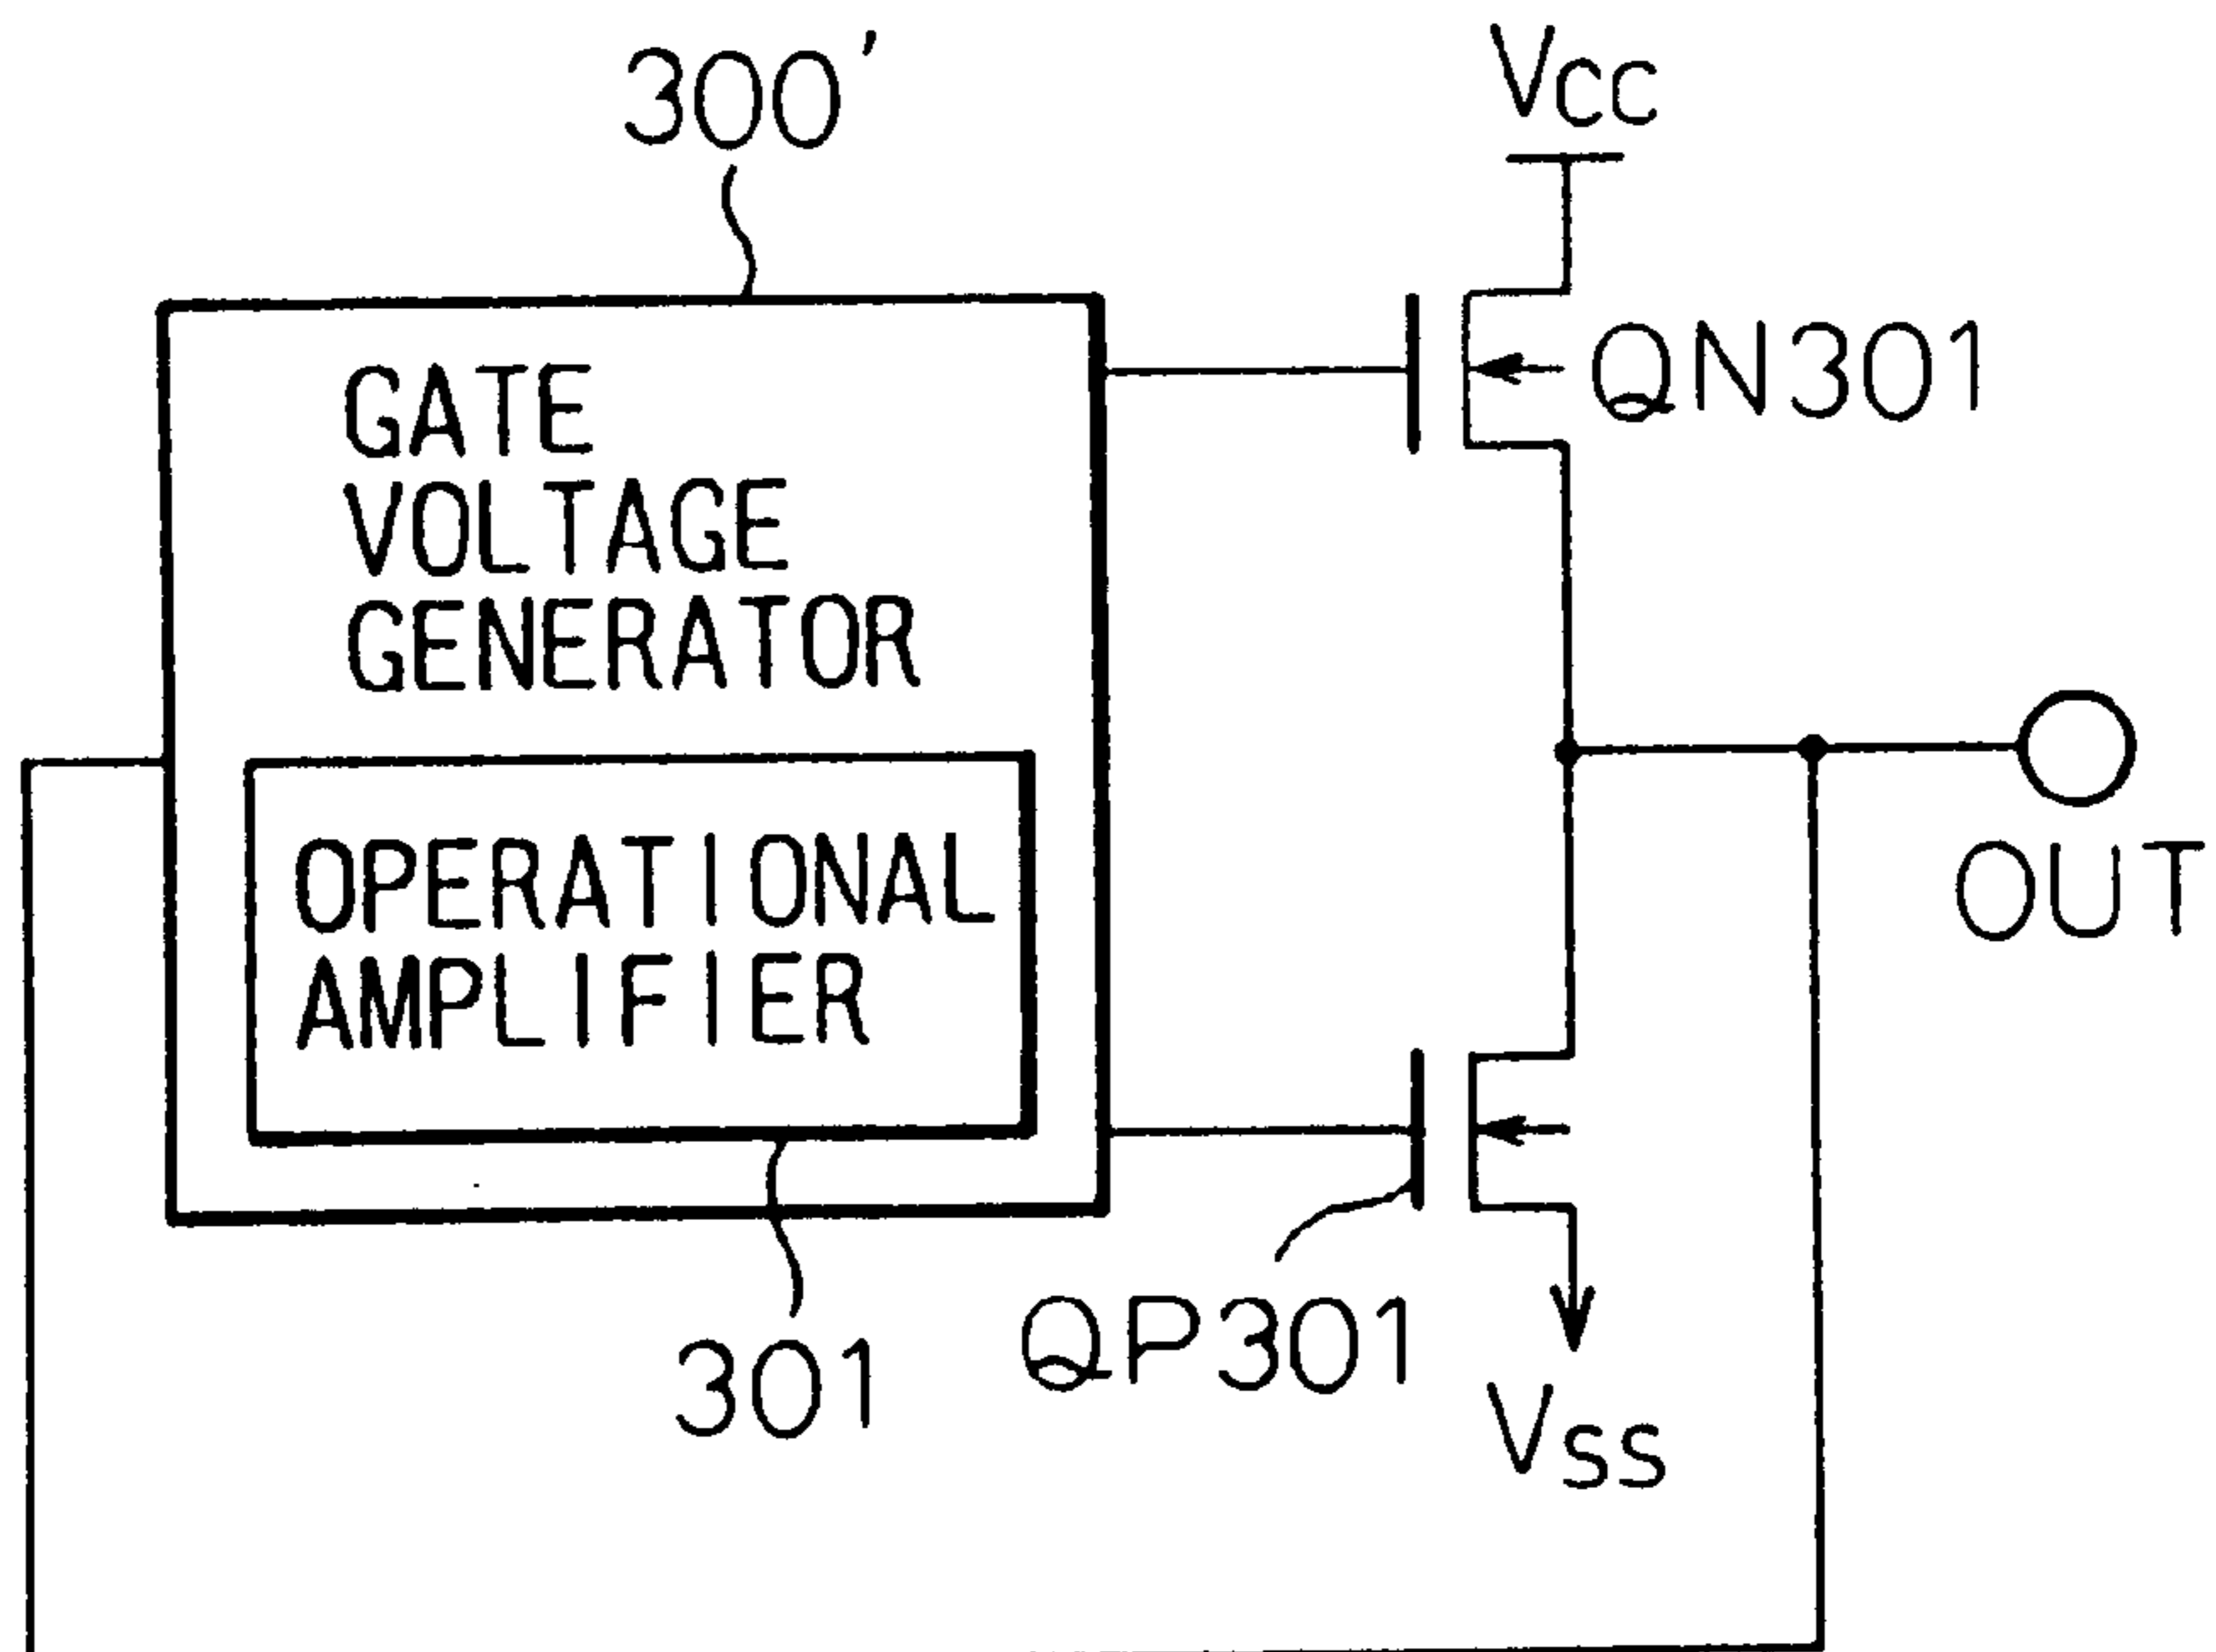 300'
Vcc
GATE
VOLTAGE
GENERATOR
QN301
OPERATIONAL
AMPLIFIER
OUT
301
QP301
Vss